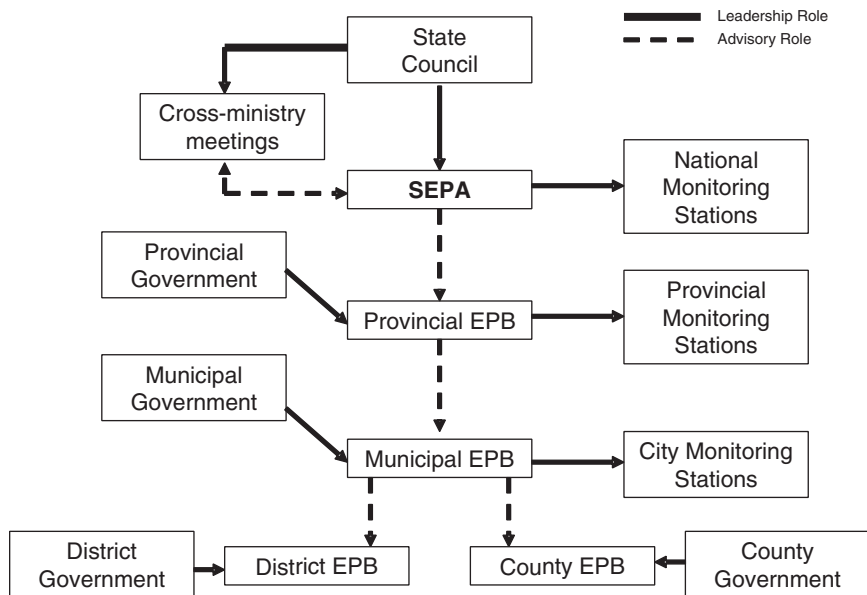 State
Council
Leadership Role
Advisory Role
Cross-ministry
meetings
SEPA
National
Monitoring
Stations
Provincial
Government
Provincial EPB
Provincial
Monitoring
Stations
Municipal
Government
Municipal EPB
City Monitoring
Stations
District
Government
District EPB
County EPB
County
Government